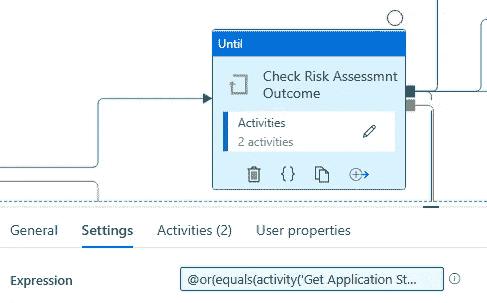 Until
Check Risk Assessmnt
Outcome
Activities
2 activities
{}
General Settings Activities (2) User properties
Expression @or(equals(activity('Get Application St...